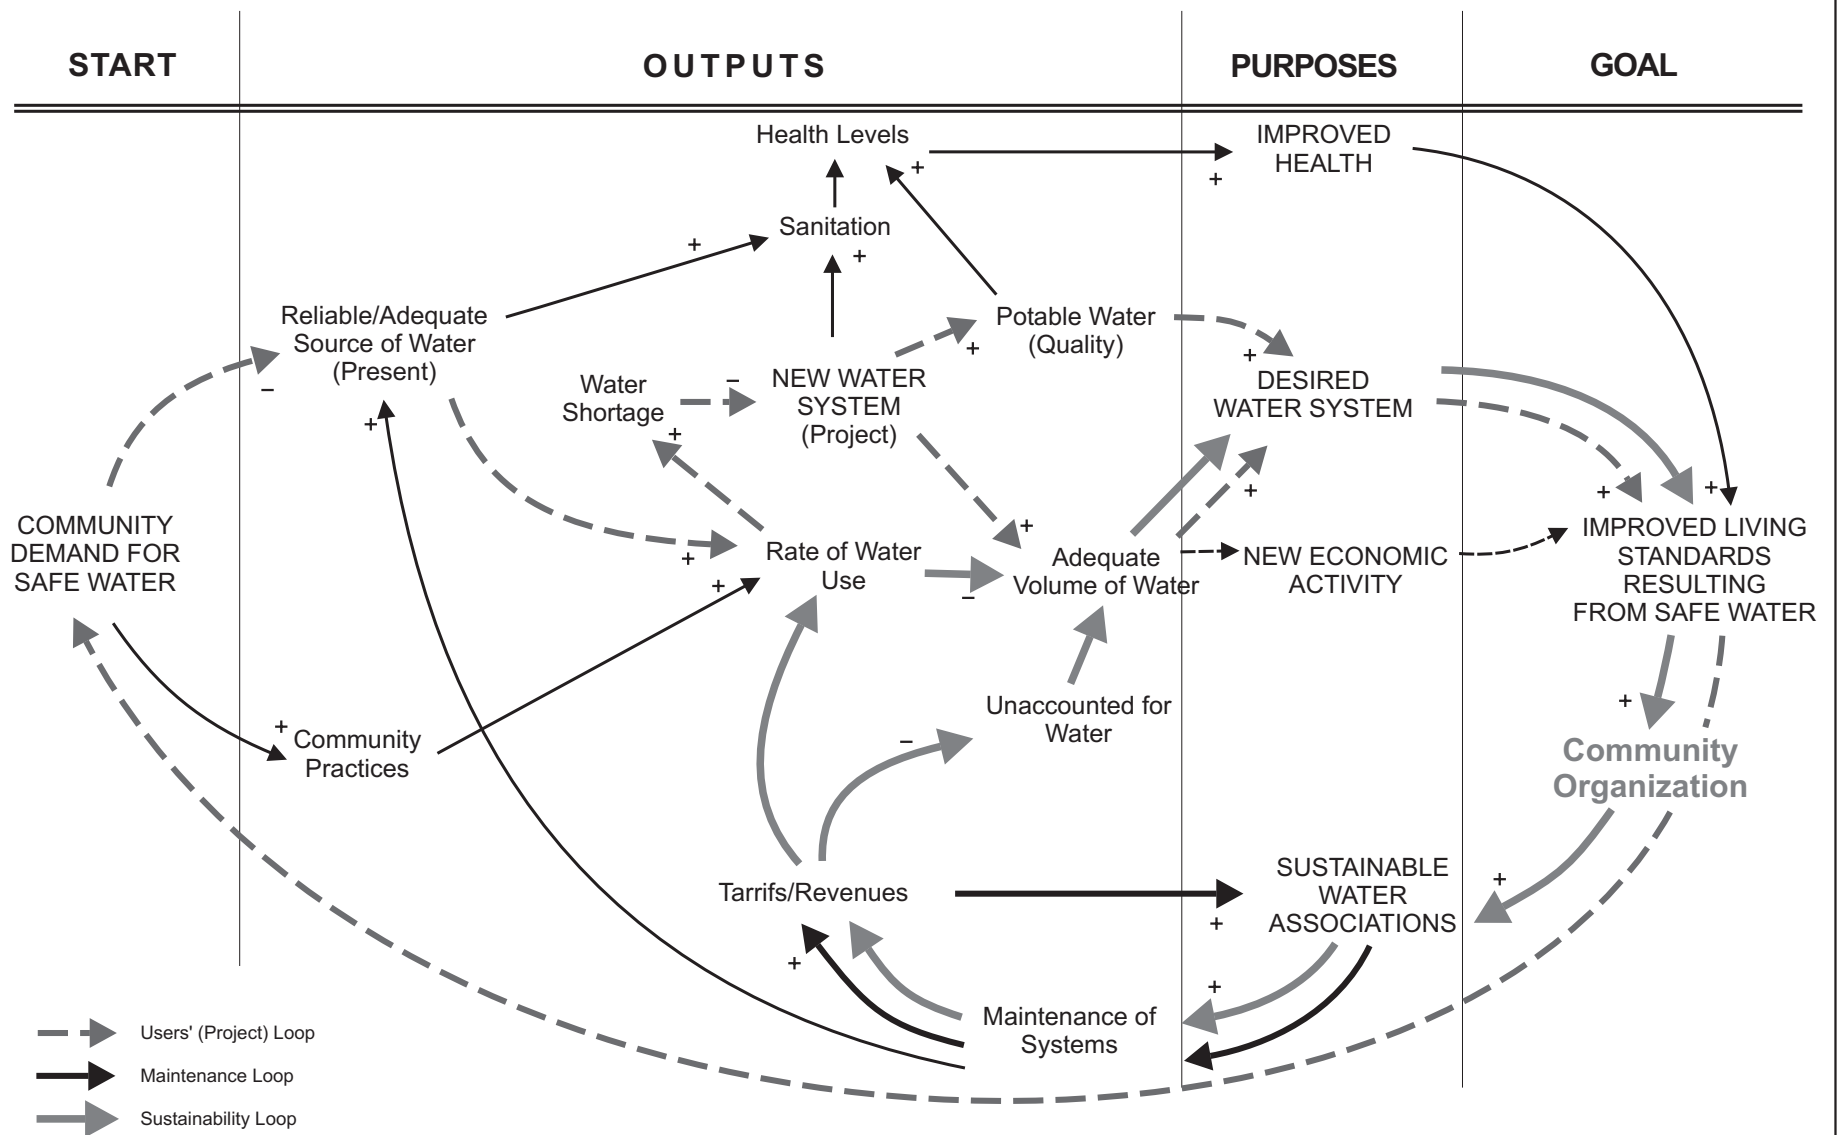 START
OUTPUTS
PURPOSES
GOAL
Health Levels
+
+
IMPROVED
HEALTH
Sanitation
+
+
Reliable/Adequate
Source of Water
(Present)
–
+
Water
Shortage
–
+
NEW WATER
SYSTEM
(Project)
Potable Water
(Quality)
+
+
DESIRED
WATER SYSTEM
+
+
+
COMMUNITY
DEMAND FOR
SAFE WATER
+
+
Rate of Water
Use
–
+
Adequate
Volume of Water
NEW ECONOMIC
ACTIVITY
IMPROVED LIVING
STANDARDS
RESULTING
FROM SAFE WATER
+
Community
Practices
–
Unaccounted for
Water
+
Community
Organization
Tarrifs/Revenues
+
SUSTAINABLE
WATER
ASSOCIATIONS
+
+
+
Maintenance of
Systems
Users' (Project) Loop
Maintenance Loop
Sustainability Loop